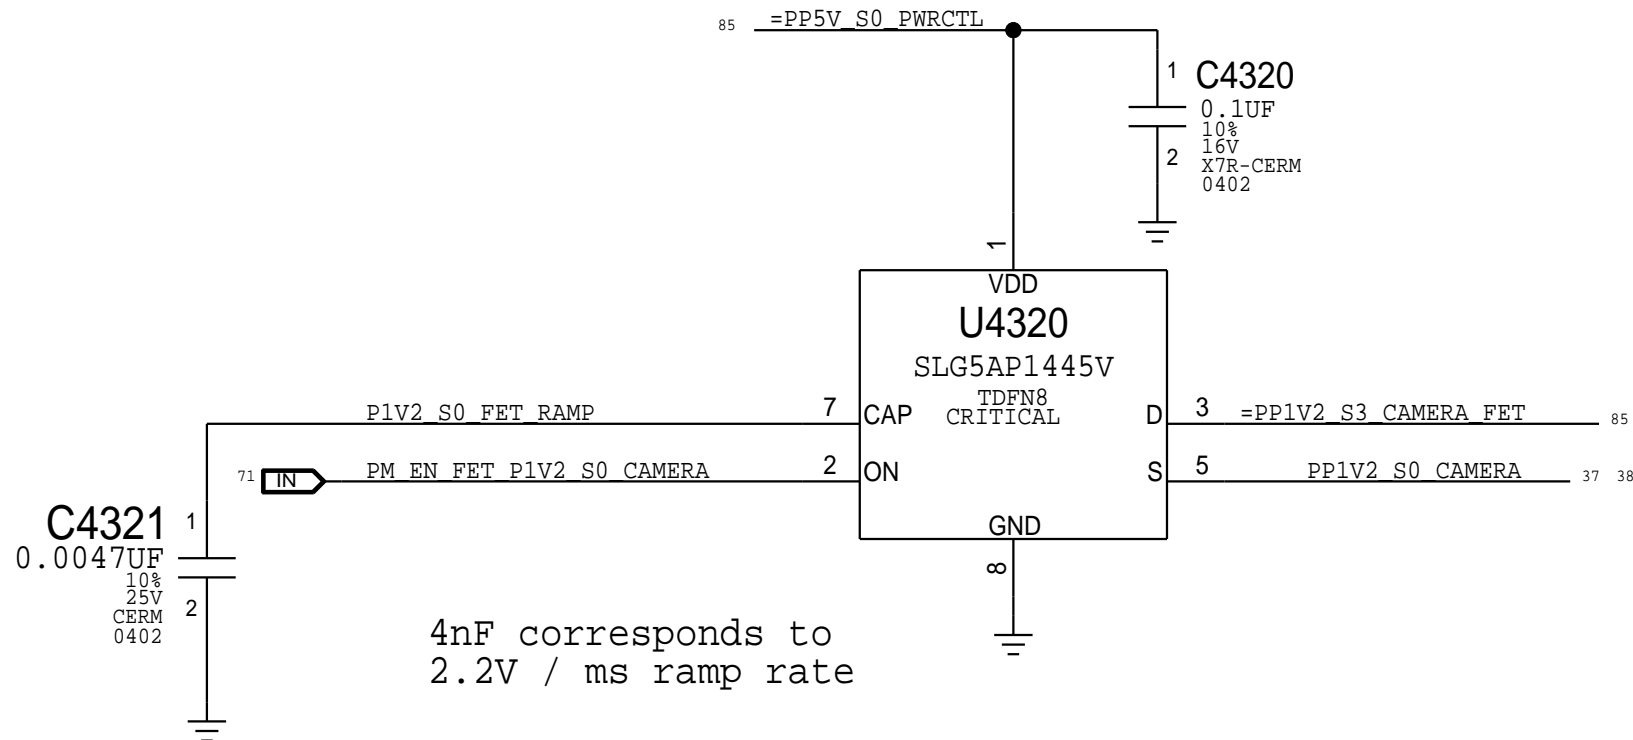 85 =PP5V_S0_PWRCTL
1 C4320
0.1UF
10%
16V
2 X7R-CERM
0402
1
VDD
U4320
SLG5AP1445V
TDFN8
CRITICAL
P1V2_S0_FET_RAMP 7 CAP
D 3 =PP1V2_S3_CAMERA_FET 85
71 IN PM_EN_FET_P1V2_S0_CAMERA 2 ON
S 5 PP1V2_S0_CAMERA 37 38
GND
8
C4321 1
0.0047UF
10%
25V
CERM 2
0402
4nF corresponds to
2.2V / ms ramp rate